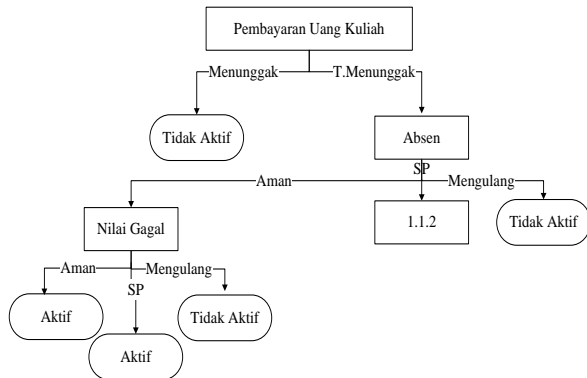 Pembayaran Uang Kuliah
Menunggak
T.Menunggak
Tidak Aktif
Absen
Aman
SP
Mengulang
Nilai Gagal
1.1.2
Tidak Aktif
Aman
SP
Mengulang
Aktif
Aktif
Tidak Aktif